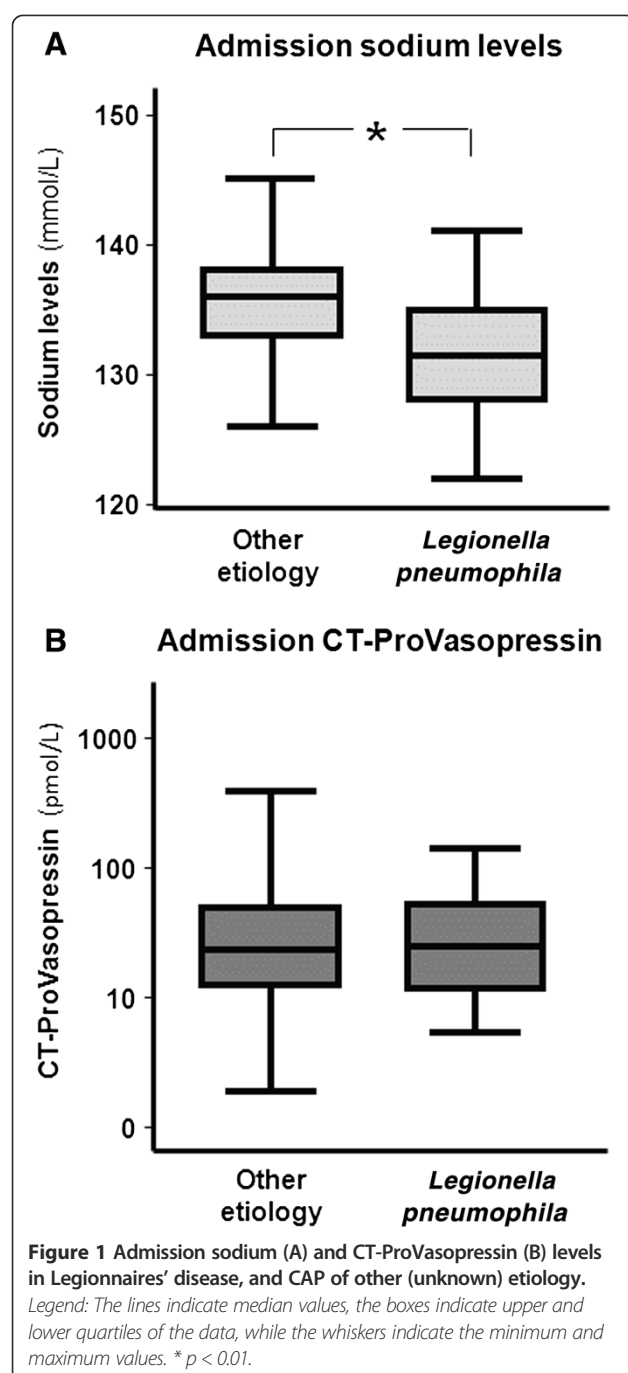 A Admission sodium levels
150
*
140
130
120
Sodium levels (mmol/L)
Other
etiology
Legionella
pneumophila
B Admission CT-ProVasopressin
1000
100
10
0
CT-ProVasopressin (pmol/L)
Other
etiology
Legionella
pneumophila
Figure 1 Admission sodium (A) and CT-ProVasopressin (B) levels
in Legionnaires’ disease, and CAP of other (unknown) etiology.
Legend: The lines indicate median values, the boxes indicate upper and
lower quartiles of the data, while the whiskers indicate the minimum and
maximum values. * p < 0.01.